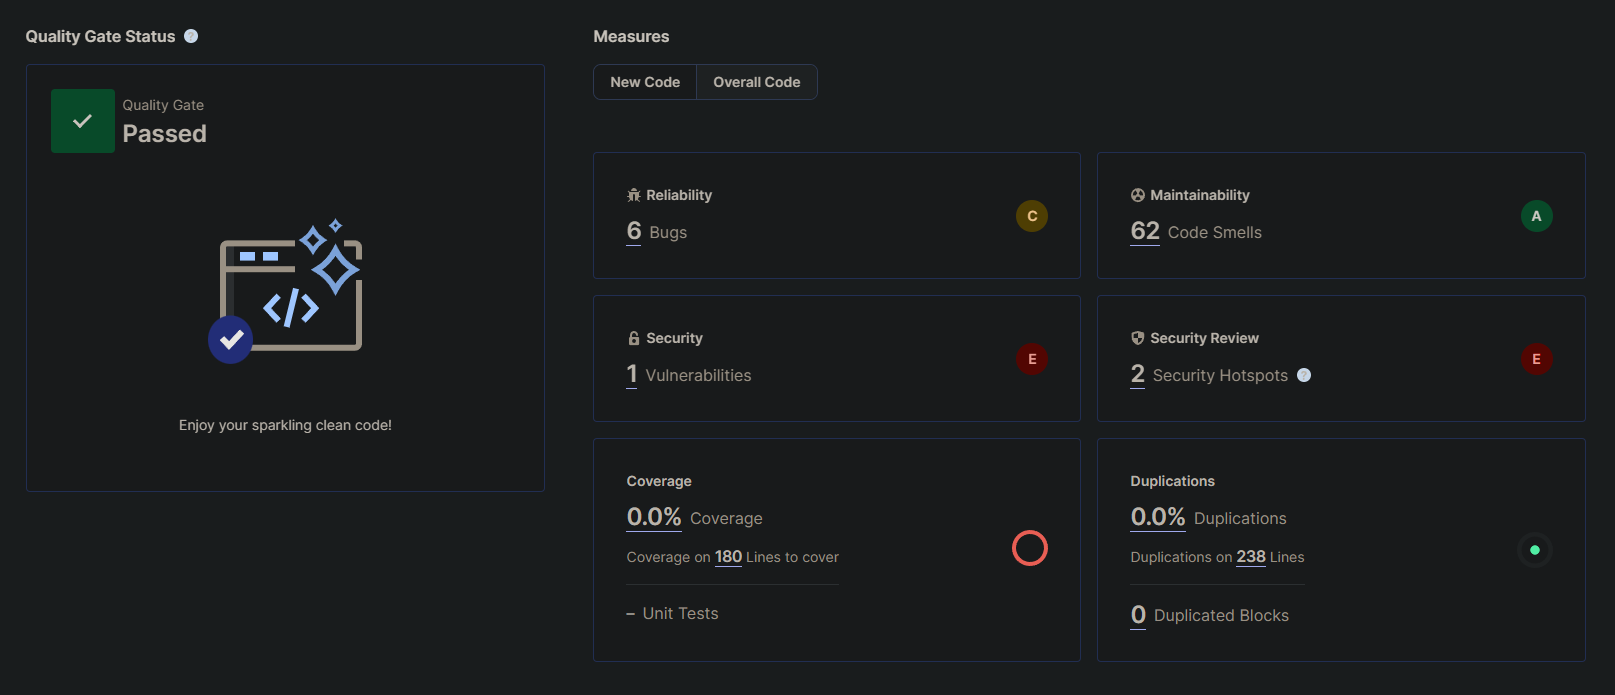 Quality Gate Status ?
Quality Gate
Passed
</>
Enjoy your sparkling clean code!
Measures
New Code Overall Code
Reliability
6 Bugs
C
Maintainability
62 Code Smells
A
Security
1 Vulnerabilities
E
Security Review
2 Security Hotspots ?
E
Coverage
0.0% Coverage
Coverage on 180 Lines to cover
– Unit Tests
Duplications
0.0% Duplications
Duplications on 238 Lines
0 Duplicated Blocks